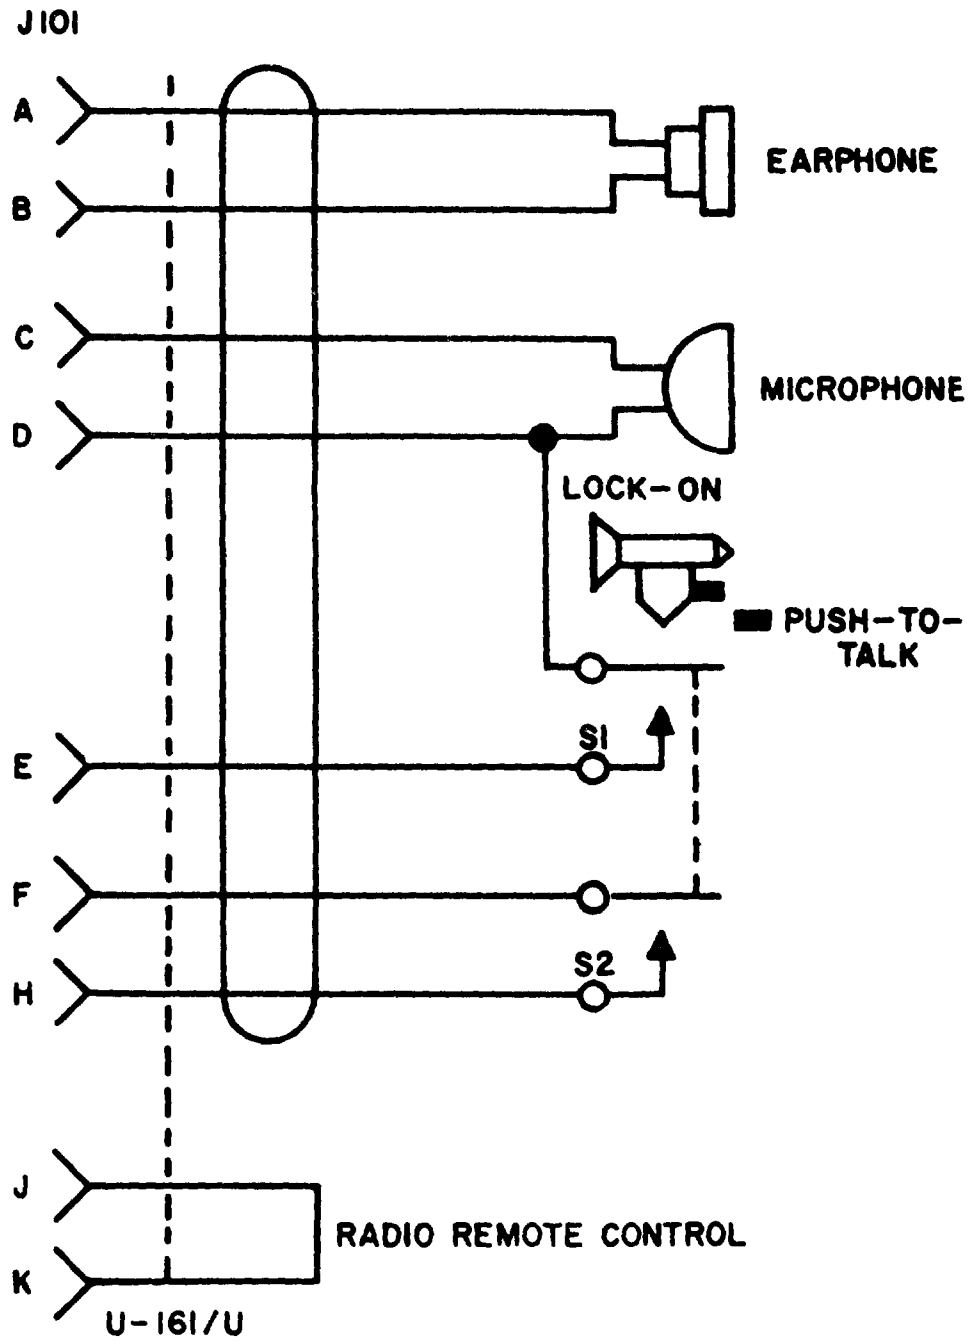 J101
A
EARPHONE
B
C
MICROPHONE
D
LOCK-ON
PUSH-TO-
TALK
S1
E
F
S2
H
J
RADIO REMOTE CONTROL
K
U-161/U